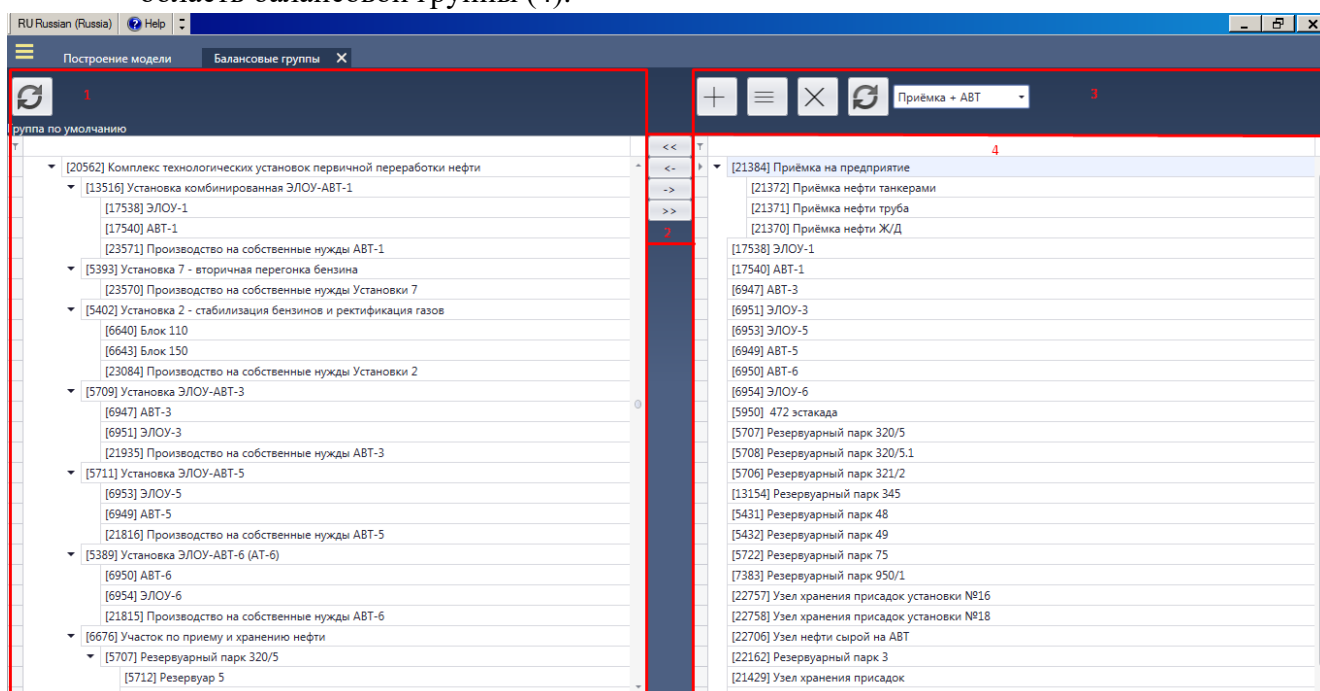 область балансовой группы (4).
RU Russian (Russia) Help
Построение модели Балансовые группы
1
Приёмка + АВТ
3
Группа по умолчанию
<<
4
[20562] Комплекс технологических установок первичной переработки нефти
<-
[21384] Приёмка на предприятие
[13516] Установка комбинированная ЭЛОУ-АВТ-1
->
[21372] Приёмка нефти танкерами
[17538] ЭЛОУ-1
>>
[21371] Приёмка нефти труба
[17540] АВТ-1
2
[21370] Приёмка нефти Ж/Д
[23571] Производство на собственные нужды АВТ-1
[17538] ЭЛОУ-1
[5393] Установка 7 - вторичная перегонка бензина
[17540] АВТ-1
[23570] Производство на собственные нужды Установки 7
[6947] АВТ-3
[5402] Установка 2 - стабилизация бензинов и ректификация газов
[6951] ЭЛОУ-3
[6640] Блок 110
[6953] ЭЛОУ-5
[6643] Блок 150
[6949] АВТ-5
[23084] Производство на собственные нужды Установки 2
[6950] АВТ-6
[5709] Установка ЭЛОУ-АВТ-3
[6954] ЭЛОУ-6
[6947] АВТ-3
[5950] 472 эстакада
[6951] ЭЛОУ-3
[5707] Резервуарный парк 320/5
[21935] Производство на собственные нужды АВТ-3
[5708] Резервуарный парк 320/5.1
[5711] Установка ЭЛОУ-АВТ-5
[5706] Резервуарный парк 321/2
[6953] ЭЛОУ-5
[13154] Резервуарный парк 345
[6949] АВТ-5
[5431] Резервуарный парк 48
[21816] Производство на собственные нужды АВТ-5
[5432] Резервуарный парк 49
[5389] Установка ЭЛОУ-АВТ-6 (АТ-6)
[5722] Резервуарный парк 75
[6950] АВТ-6
[7383] Резервуарный парк 950/1
[6954] ЭЛОУ-6
[22757] Узел хранения присадок установки №16
[21815] Производство на собственные нужды АВТ-6
[22758] Узел хранения присадок установки №18
[6676] Участок по приему и хранению нефти
[22706] Узел нефти сырой на АВТ
[5707] Резервуарный парк 320/5
[22162] Резервуарный парк 3
[5712] Резервуар 5
[21429] Узел хранения присадок